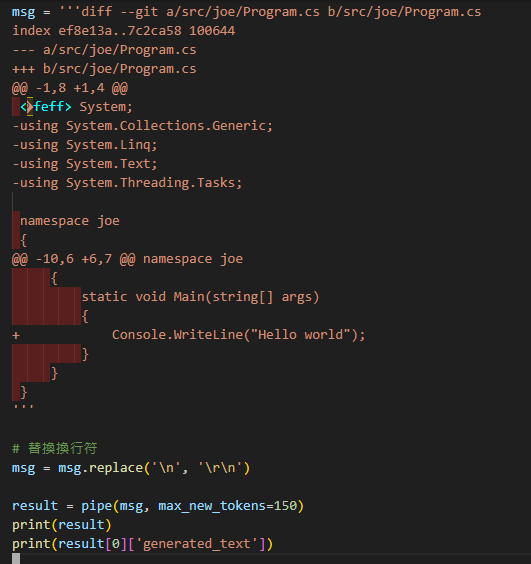 msg = '''diff --git a/src/joe/Program.cs b/src/joe/Program.cs
index ef8e13a..7c2ca58 100644
--- a/src/joe/Program.cs
+++ b/src/joe/Program.cs
@@ -1,8 +1,4 @@
 <feff> System;
-using System.Collections.Generic;
-using System.Linq;
-using System.Text;
-using System.Threading.Tasks;
 namespace joe
 {
@@ -10,6 +6,7 @@ namespace joe
     {
         static void Main(string[] args)
         {
+            Console.WriteLine("Hello world");
         }
     }
 }
'''
# 替換換行符
msg = msg.replace('\n', '\r\n')
result = pipe(msg, max_new_tokens=150)
print(result)
print(result[0]['generated_text'])